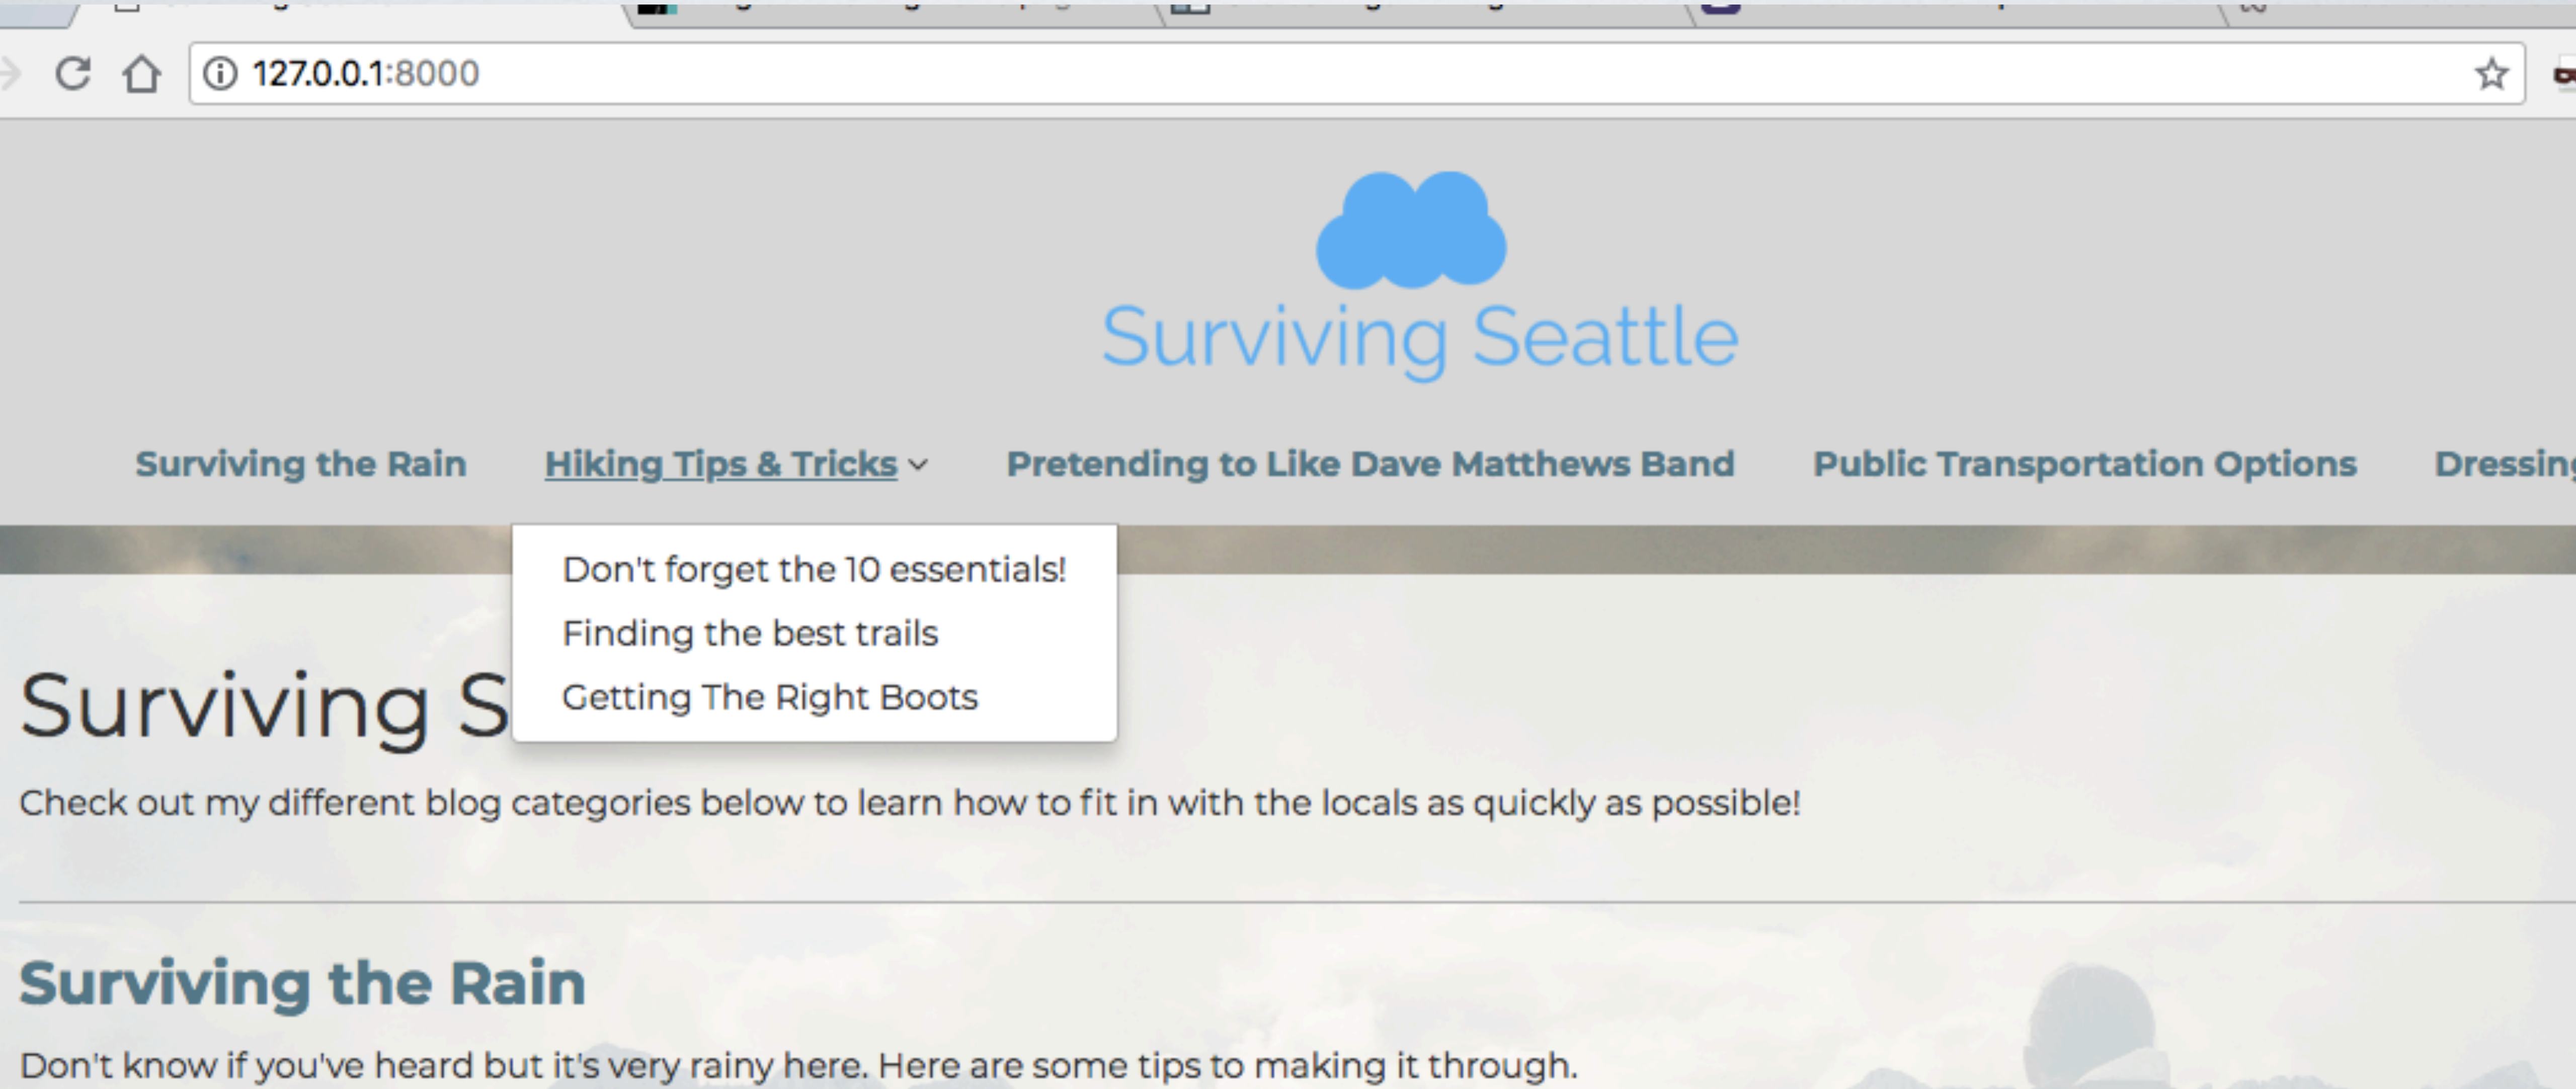 127.0.0.1:8000
Surviving Seattle
Surviving the Rain Hiking Tips & Tricks Pretending to Like Dave Matthews Band Public Transportation Options Dressing
Don't forget the 10 essentials!
Finding the best trails
Getting The Right Boots
Surviving S
Check out my different blog categories below to learn how to fit in with the locals as quickly as possible!
Surviving the Rain
Don't know if you've heard but it's very rainy here. Here are some tips to making it through.